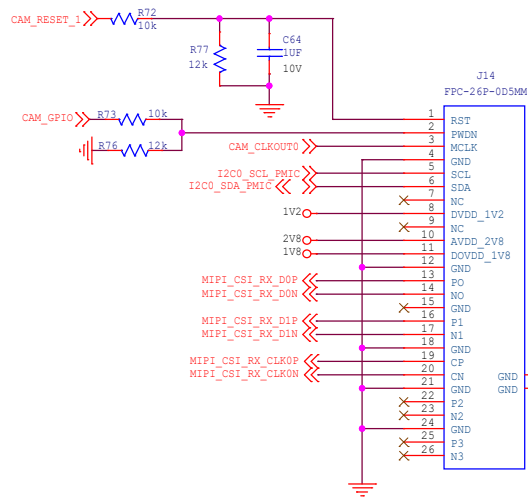 CAM_RESET_1
R72
10k
R77
12k
C64
1UF
10V
J14
FPC-26P-0D5MM
CAM_GPIO
R73
10k
R76
12k
CAM_CLKOUT0
I2C0_SCL_PMIC
I2C0_SDA_PMIC
1V2
2V8
1V8
MIPI_CSI_RX_D0P
MIPI_CSI_RX_D0N
MIPI_CSI_RX_D1P
MIPI_CSI_RX_D1N
MIPI_CSI_RX_CLK0P
MIPI_CSI_RX_CLK0N
1 RST
2 PWDN
3 MCLK
4 GND
5 SCL
6 SDA
7 NC
8 DVDD_1V2
9 NC
10 AVDD_2V8
11 DOVDD_1V8
12 GND
13 PO
14 NO
15 GND
16 P1
17 N1
18 GND
19 CP
20 CN GND
21 GND GND
22 P2
23 N2
24 GND
25 P3
26 N3